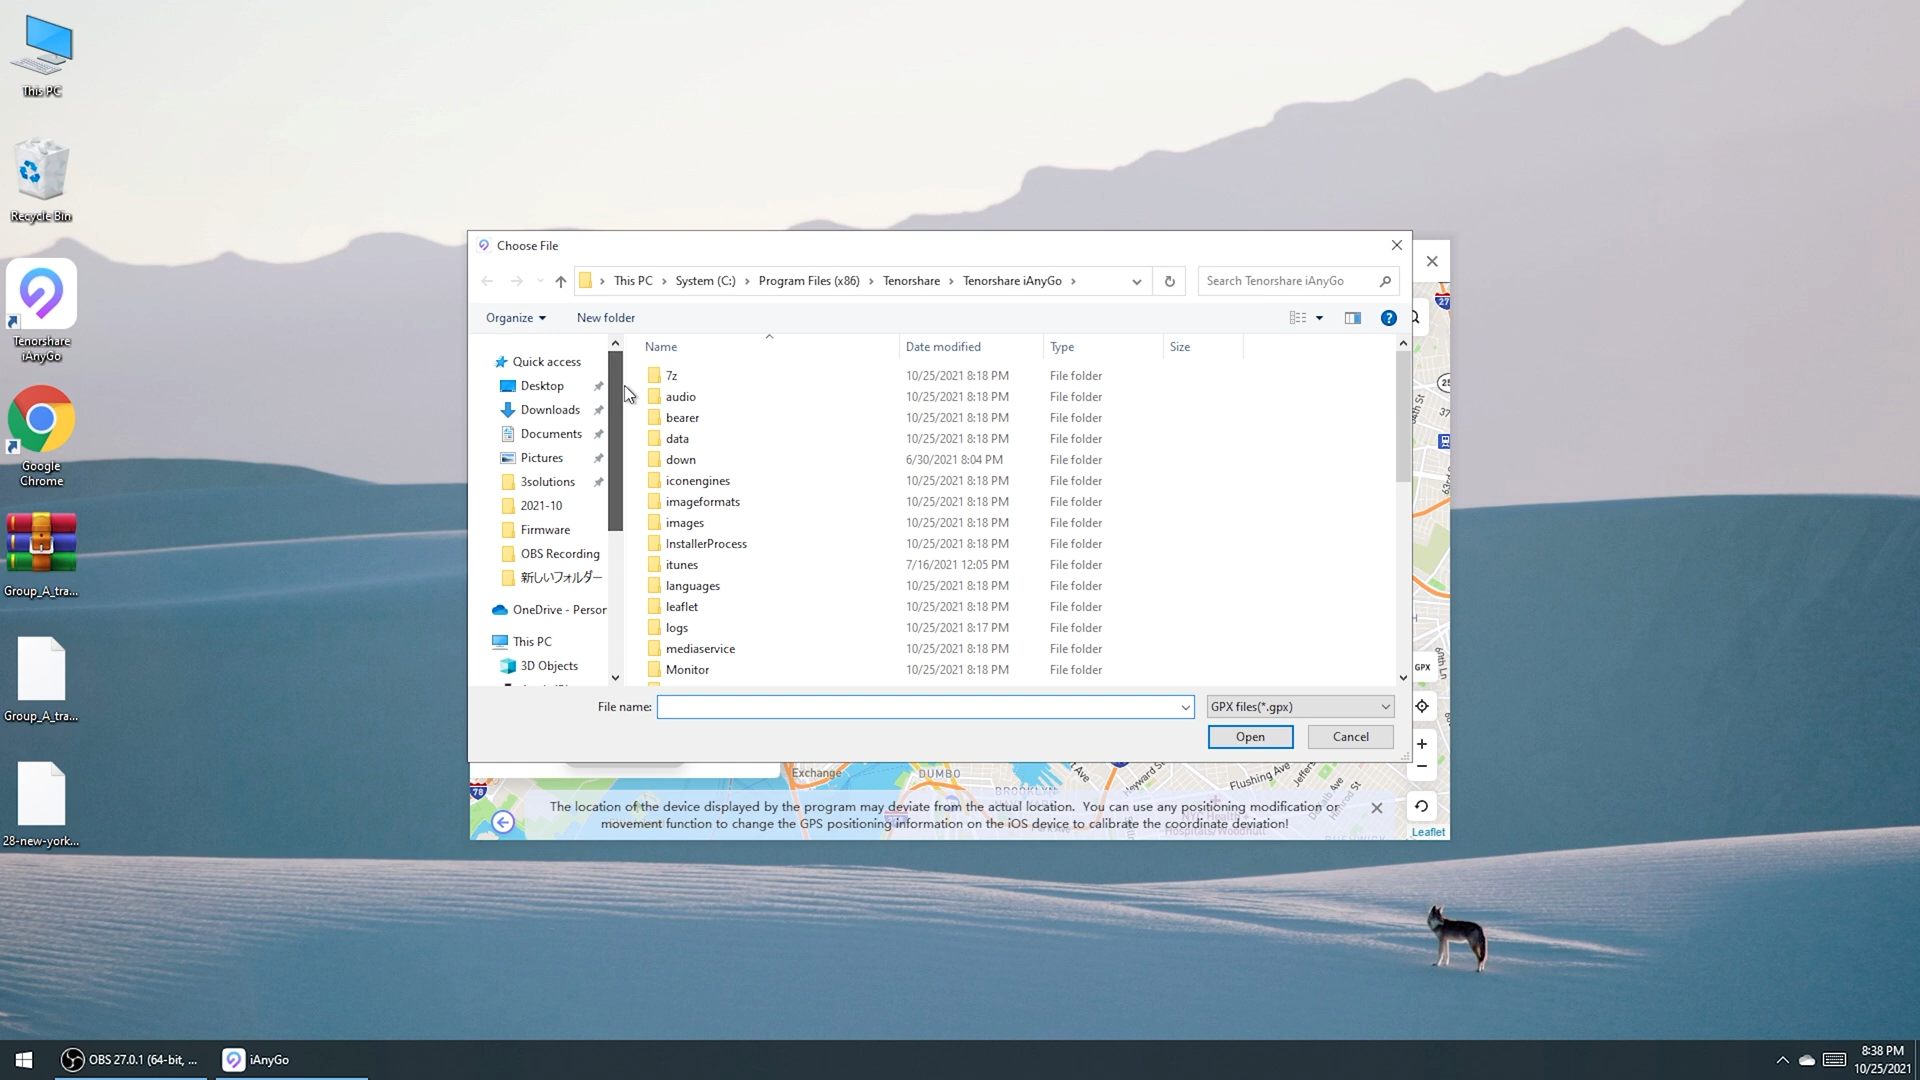 This PC
Recycle Bin
Tenorshare
iAnyGo
Google
Chrome
Group_A_tra...
Group_A_tra...
28-new-york...
Choose File
This PC
System (C:)
Program Files (x86)
Tenorshare
Tenorshare iAnyGo
Search Tenorshare iAnyGo
Organize
New folder
Quick access
Desktop
Downloads
Documents
Pictures
3solutions
2021-10
Firmware
OBS Recording
新しいフォルダー
OneDrive - Person
This PC
3D Objects
Name Date modified Type Size
7z 10/25/2021 8:18 PM File folder
audio 10/25/2021 8:18 PM File folder
bearer 10/25/2021 8:18 PM File folder
data 10/25/2021 8:18 PM File folder
down 6/30/2021 8:04 PM File folder
iconengines 10/25/2021 8:18 PM File folder
imageformats 10/25/2021 8:18 PM File folder
images 10/25/2021 8:18 PM File folder
InstallerProcess 10/25/2021 8:18 PM File folder
itunes 7/16/2021 12:05 PM File folder
languages 10/25/2021 8:18 PM File folder
leaflet 10/25/2021 8:18 PM File folder
logs 10/25/2021 8:17 PM File folder
mediaservice 10/25/2021 8:18 PM File folder
Monitor 10/25/2021 8:18 PM File folder
File name:
GPX files(*.gpx)
Open
Cancel
GPX
60th Ln
Exchange
DUMBO
BROOKLYN
Heyward St
Flushing Ave
78
The location of the device displayed by the program may deviate from the actual location. You can use any positioning modification or
movement function to change the GPS positioning information on the iOS device to calibrate the coordinate deviation!
Leaflet
OBS 27.0.1 (64-bit, ...
iAnyGo
8:38 PM
10/25/2021